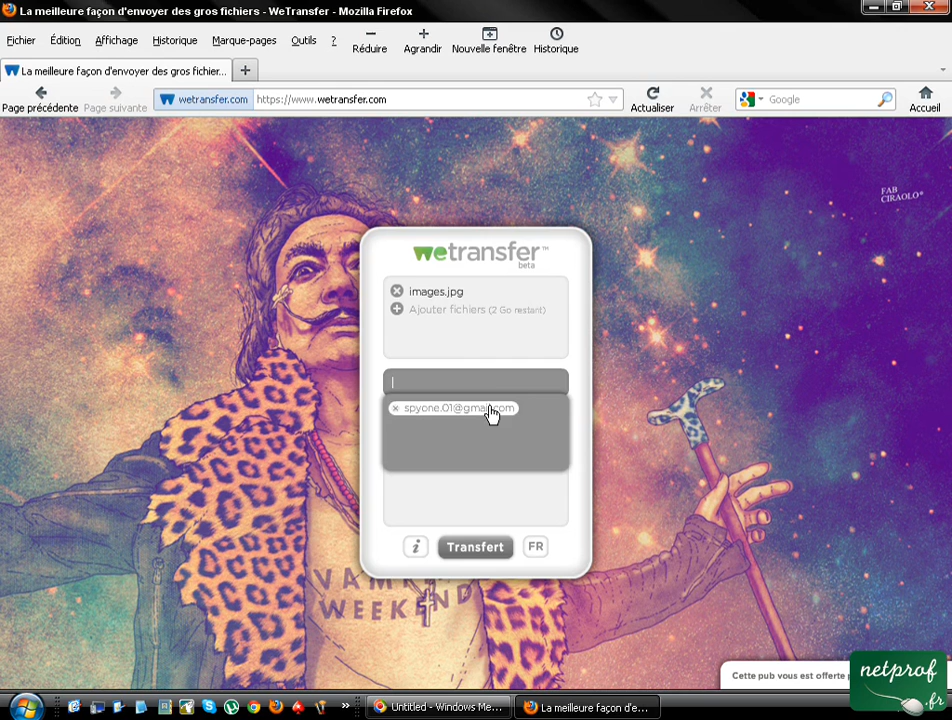 La meilleure façon d'envoyer des gros fichiers - WeTransfer - Mozilla Firefox
Fichier Édition Affichage Historique Marque-pages Outils ? Réduire Agrandir Nouvelle fenêtre Historique
La meilleure façon d'envoyer des gros fichier...
Page précédente Page suivante wetransfer.com https://www.wetransfer.com Actualiser Arrêter Google Accueil
FAB
CIRAOLO®
wetransfer™
beta
images.jpg
Ajouter fichiers (2 Go restant)
spyone.01@gmail.com
i Transfert FR
WEEKEND
Cette pub vous est offerte
netprof
.fr
Untitled - Windows Me... La meilleure façon d'e...